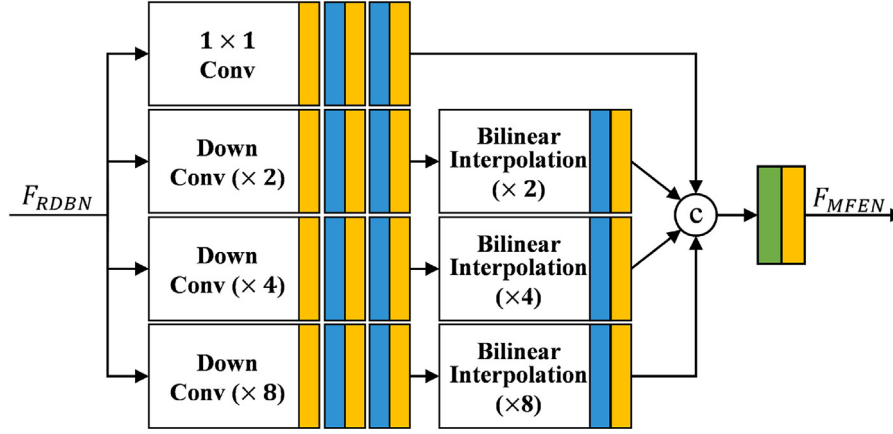 1 × 1
Conv
Down
Conv (× 2)
Bilinear
Interpolation
(× 2)
F_RDBN
C
F_MFEN
Down
Conv (× 4)
Bilinear
Interpolation
(×4)
Down
Conv (× 8)
Bilinear
Interpolation
(×8)